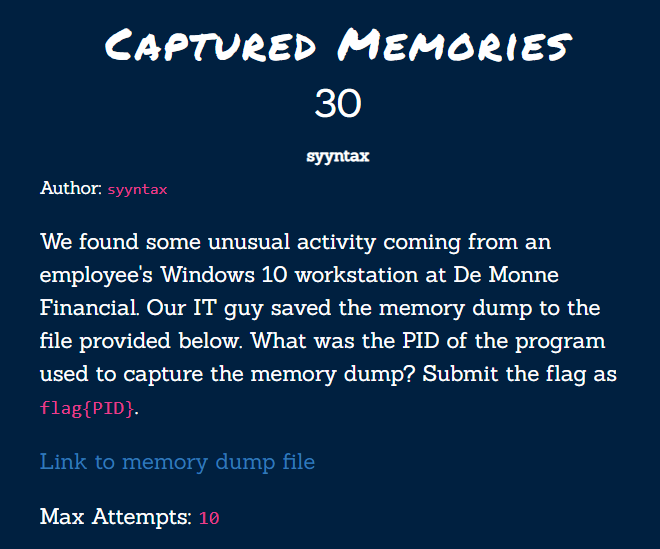 Captured Memories
30
syyntax
Author: syyntax
We found some unusual activity coming from an
employee's Windows 10 workstation at De Monne
Financial. Our IT guy saved the memory dump to the
file provided below. What was the PID of the program
used to capture the memory dump? Submit the flag as
flag{PID}.
Link to memory dump file
Max Attempts: 10